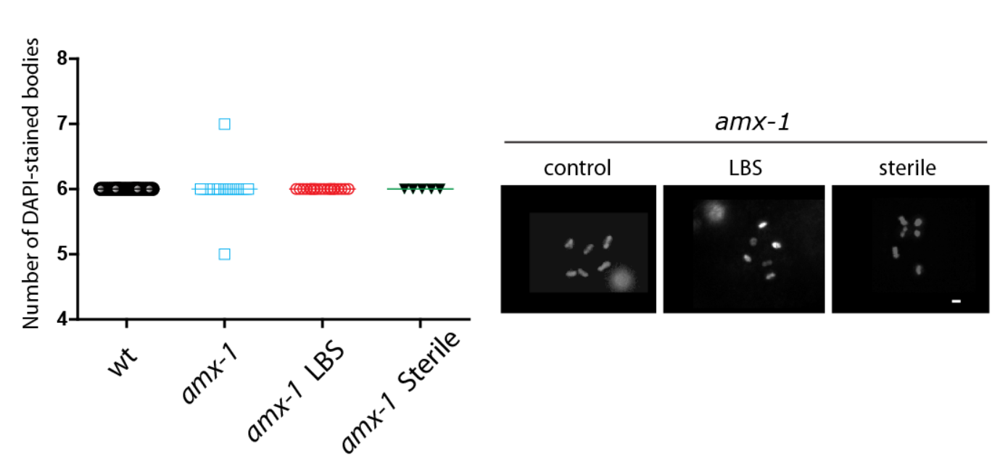 Number of DAPI-stained bodies
8
7
6
5
4
wt
amx-1
amx-1 LBS
amx-1 Sterile
amx-1
control
LBS
sterile